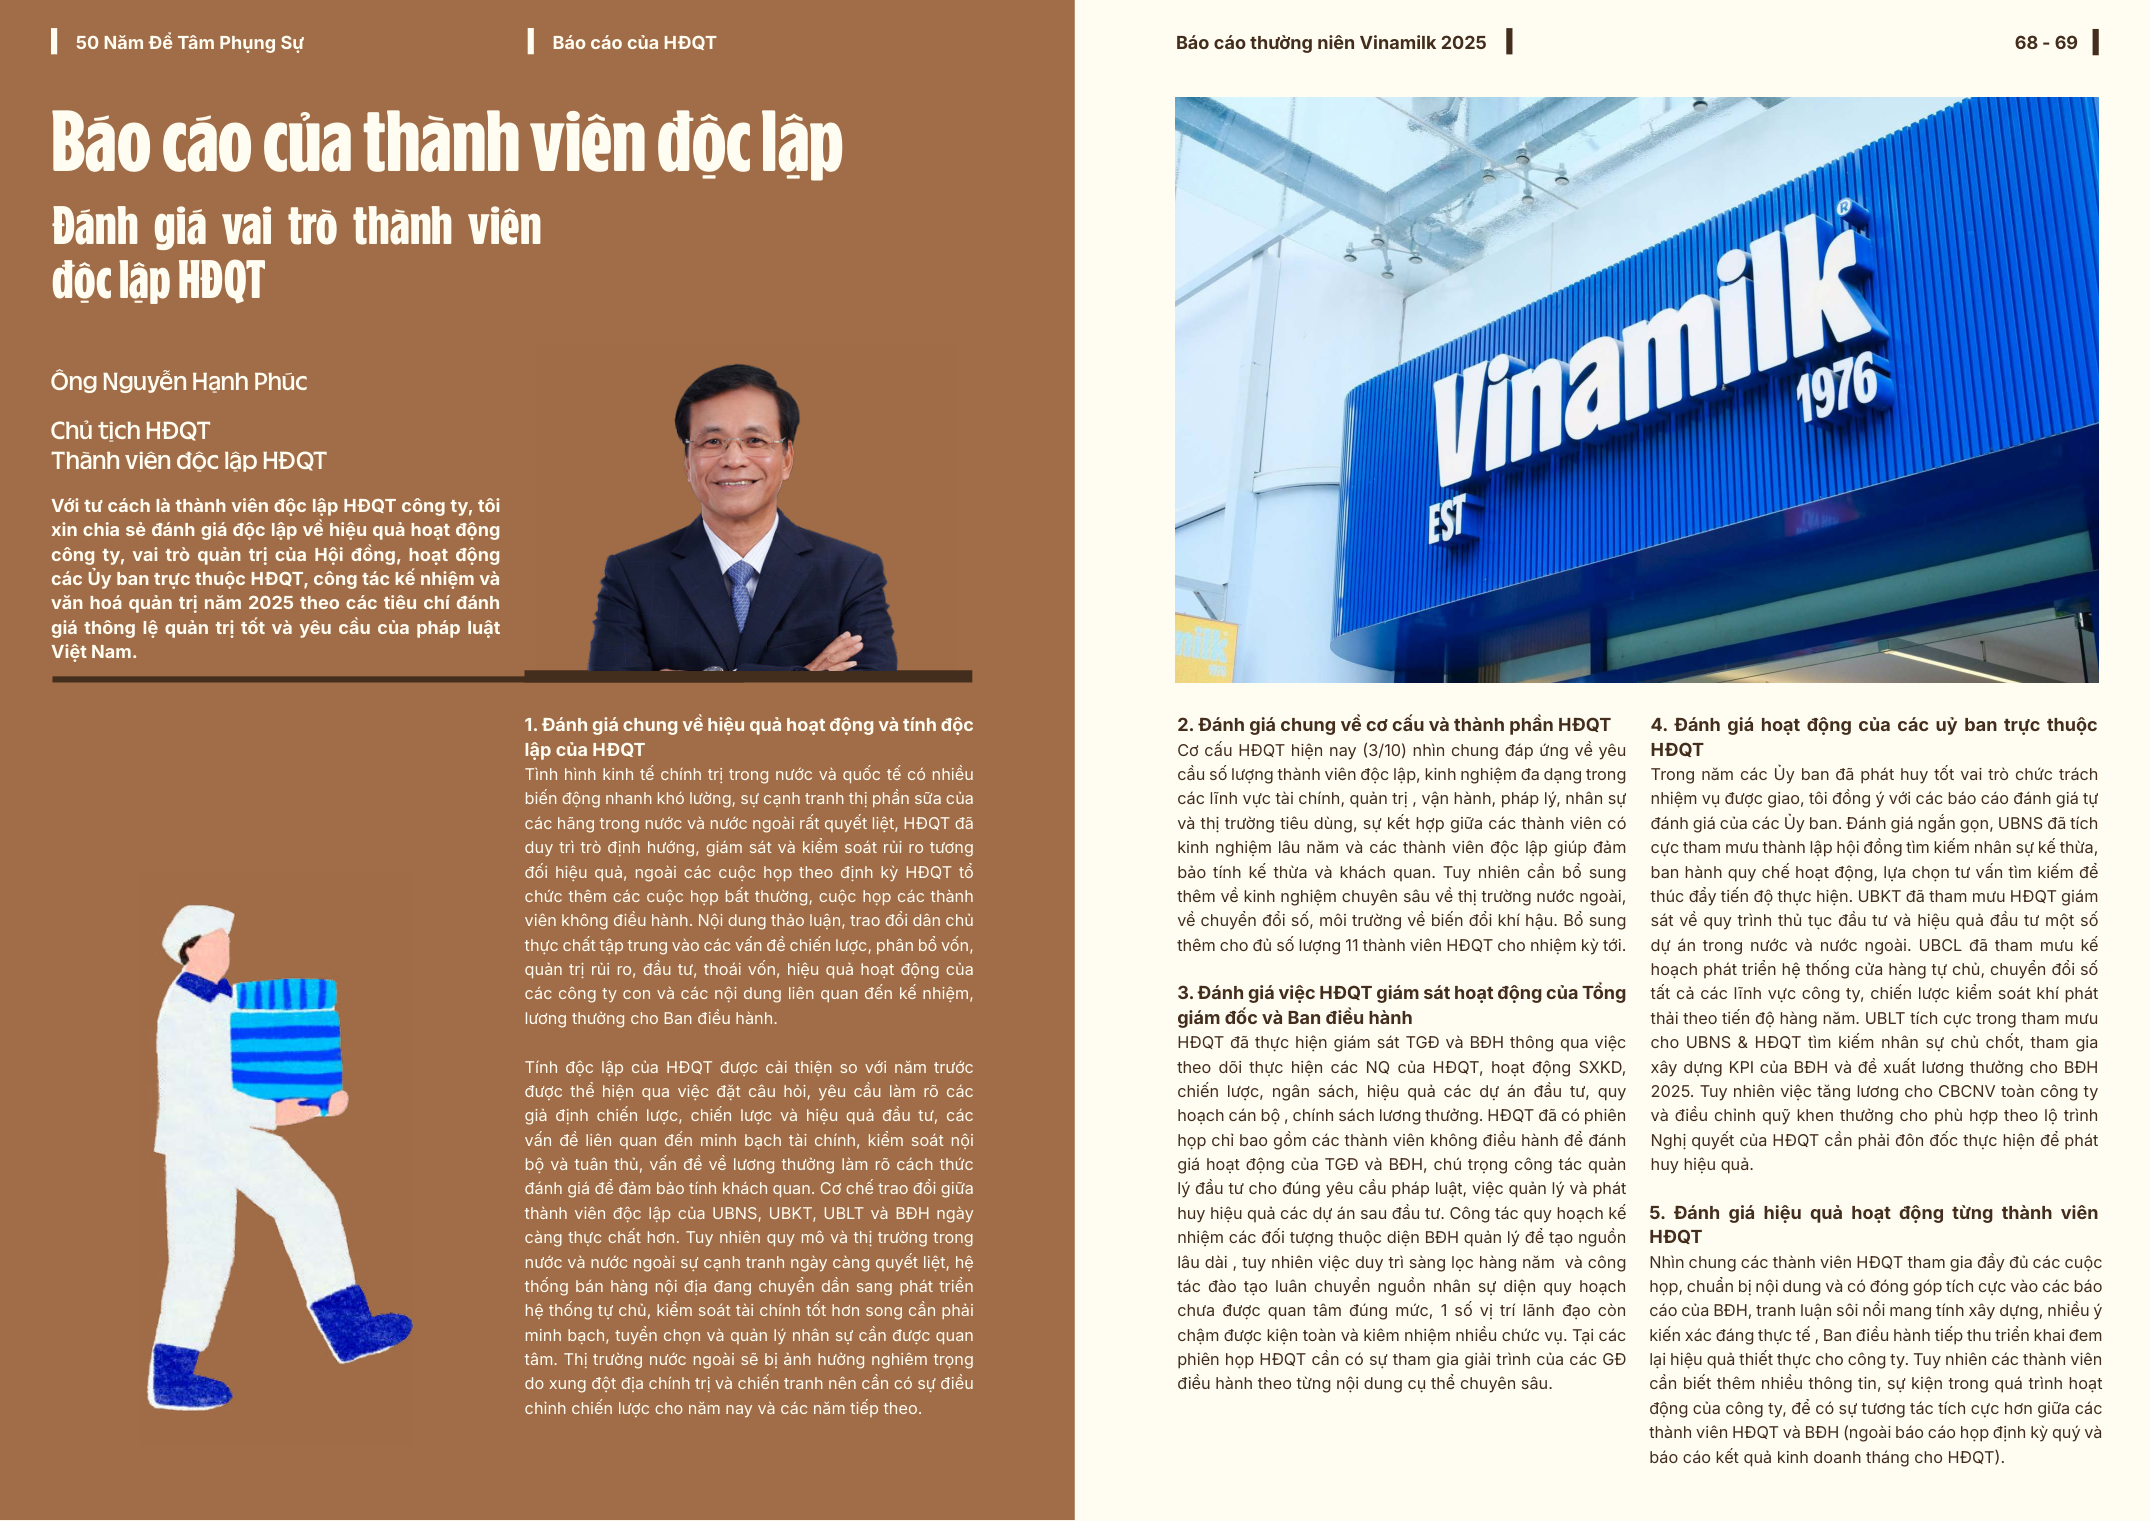 50 Năm Để Tâm Phụng Sự
Báo cáo của HĐQT
Báo cáo thường niên Vinamilk 2025
68 - 69
Báo cáo của thành viên độc lập
Đánh giá vai trò thành viên
độc lập HĐQT
Ông Nguyễn Hạnh Phúc
Chủ tịch HĐQT
Thành viên độc lập HĐQT
Với tư cách là thành viên độc lập HĐQT công ty, tôi
xin chia sẻ đánh giá độc lập về hiệu quả hoạt động
công ty, vai trò quản trị của Hội đồng, hoạt động
các Ủy ban trực thuộc HĐQT, công tác kế nhiệm và
văn hoá quản trị năm 2025 theo các tiêu chí đánh
giá thông lệ quản trị tốt và yêu cầu của pháp luật
Việt Nam.
1. Đánh giá chung về hiệu quả hoạt động và tính độc
lập của HĐQT
Tình hình kinh tế chính trị trong nước và quốc tế có nhiều
biến động nhanh khó lường, sự cạnh tranh thị phần sữa của
các hãng trong nước và nước ngoài rất quyết liệt, HĐQT đã
duy trì trò định hướng, giám sát và kiểm soát rủi ro tương
đối hiệu quả, ngoài các cuộc họp theo định kỳ HĐQT tổ
chức thêm các cuộc họp bất thường, cuộc họp các thành
viên không điều hành. Nội dung thảo luận, trao đổi dân chủ
thực chất tập trung vào các vấn đề chiến lược, phân bổ vốn,
quản trị rủi ro, đầu tư, thoái vốn, hiệu quả hoạt động của
các công ty con và các nội dung liên quan đến kế nhiệm,
lương thưởng cho Ban điều hành.
Tính độc lập của HĐQT được cải thiện so với năm trước
được thể hiện qua việc đặt câu hỏi, yêu cầu làm rõ các
giả định chiến lược, chiến lược và hiệu quả đầu tư, các
vấn đề liên quan đến minh bạch tài chính, kiểm soát nội
bộ và tuân thủ, vấn đề về lương thưởng làm rõ cách thức
đánh giá để đảm bảo tính khách quan. Cơ chế trao đổi giữa
thành viên độc lập của UBNS, UBKT, UBLT và BĐH ngày
càng thực chất hơn. Tuy nhiên quy mô và thị trường trong
nước và nước ngoài sự cạnh tranh ngày càng quyết liệt, hệ
thống bán hàng nội địa đang chuyển dần sang phát triển
hệ thống tự chủ, kiểm soát tài chính tốt hơn song cần phải
minh bạch, tuyển chọn và quản lý nhân sự cần được quan
tâm. Thị trường nước ngoài sẽ bị ảnh hưởng nghiêm trọng
do xung đột địa chính trị và chiến tranh nên cần có sự điều
chỉnh chiến lược cho năm nay và các năm tiếp theo.
Vinamilk
®
EST
1976
milk
2. Đánh giá chung về cơ cấu và thành phần HĐQT
Cơ cấu HĐQT hiện nay (3/10) nhìn chung đáp ứng về yêu
cầu số lượng thành viên độc lập, kinh nghiệm đa dạng trong
các lĩnh vực tài chính, quản trị , vận hành, pháp lý, nhân sự
và thị trường tiêu dùng, sự kết hợp giữa các thành viên có
kinh nghiệm lâu năm và các thành viên độc lập giúp đảm
bảo tính kế thừa và khách quan. Tuy nhiên cần bổ sung
thêm về kinh nghiệm chuyên sâu về thị trường nước ngoài,
về chuyển đổi số, môi trường về biến đổi khí hậu. Bổ sung
thêm cho đủ số lượng 11 thành viên HĐQT cho nhiệm kỳ tới.
3. Đánh giá việc HĐQT giám sát hoạt động của Tổng
giám đốc và Ban điều hành
HĐQT đã thực hiện giám sát TGĐ và BĐH thông qua việc
theo dõi thực hiện các NQ của HĐQT, hoạt động SXKD,
chiến lược, ngân sách, hiệu quả các dự án đầu tư, quy
hoạch cán bộ , chính sách lương thưởng. HĐQT đã có phiên
họp chỉ bao gồm các thành viên không điều hành để đánh
giá hoạt động của TGĐ và BĐH, chú trọng công tác quản
lý đầu tư cho đúng yêu cầu pháp luật, việc quản lý và phát
huy hiệu quả các dự án sau đầu tư. Công tác quy hoạch kế
nhiệm các đối tượng thuộc diện BĐH quản lý để tạo nguồn
lâu dài , tuy nhiên việc duy trì sàng lọc hàng năm  và công
tác đào tạo luân chuyển nguồn nhân sự diện quy hoạch
chưa được quan tâm đúng mức, 1 số vị trí lãnh đạo còn
chậm được kiện toàn và kiêm nhiệm nhiều chức vụ. Tại các
phiên họp HĐQT cần có sự tham gia giải trình của các GĐ
điều hành theo từng nội dung cụ thể chuyên sâu.
4. Đánh giá hoạt động của các uỷ ban trực thuộc
HĐQT
Trong năm các Ủy ban đã phát huy tốt vai trò chức trách
nhiệm vụ được giao, tôi đồng ý với các báo cáo đánh giá tự
đánh giá của các Ủy ban. Đánh giá ngắn gọn, UBNS đã tích
cực tham mưu thành lập hội đồng tìm kiếm nhân sự kế thừa,
ban hành quy chế hoạt động, lựa chọn tư vấn tìm kiếm để
thúc đẩy tiến độ thực hiện. UBKT đã tham mưu HĐQT giám
sát về quy trình thủ tục đầu tư và hiệu quả đầu tư một số
dự án trong nước và nước ngoài. UBCL đã tham mưu kế
hoạch phát triển hệ thống cửa hàng tự chủ, chuyển đổi số
tất cả các lĩnh vực công ty, chiến lược kiểm soát khí phát
thải theo tiến độ hàng năm. UBLT tích cực trong tham mưu
cho UBNS & HĐQT tìm kiếm nhân sự chủ chốt, tham gia
xây dựng KPI của BĐH và đề xuất lương thưởng cho BĐH
2025. Tuy nhiên việc tăng lương cho CBCNV toàn công ty
và điều chỉnh quỹ khen thưởng cho phù hợp theo lộ trình
Nghị quyết của HĐQT cần phải đôn đốc thực hiện để phát
huy hiệu quả.
5. Đánh giá hiệu quả hoạt động từng thành viên
HĐQT
Nhìn chung các thành viên HĐQT tham gia đầy đủ các cuộc
họp, chuẩn bị nội dung và có đóng góp tích cực vào các báo
cáo của BĐH, tranh luận sôi nổi mang tính xây dựng, nhiều ý
kiến xác đáng thực tế , Ban điều hành tiếp thu triển khai đem
lại hiệu quả thiết thực cho công ty. Tuy nhiên các thành viên
cần biết thêm nhiều thông tin, sự kiện trong quá trình hoạt
động của công ty, để có sự tương tác tích cực hơn giữa các
thành viên HĐQT và BĐH (ngoài báo cáo họp định kỳ quý và
báo cáo kết quả kinh doanh tháng cho HĐQT).